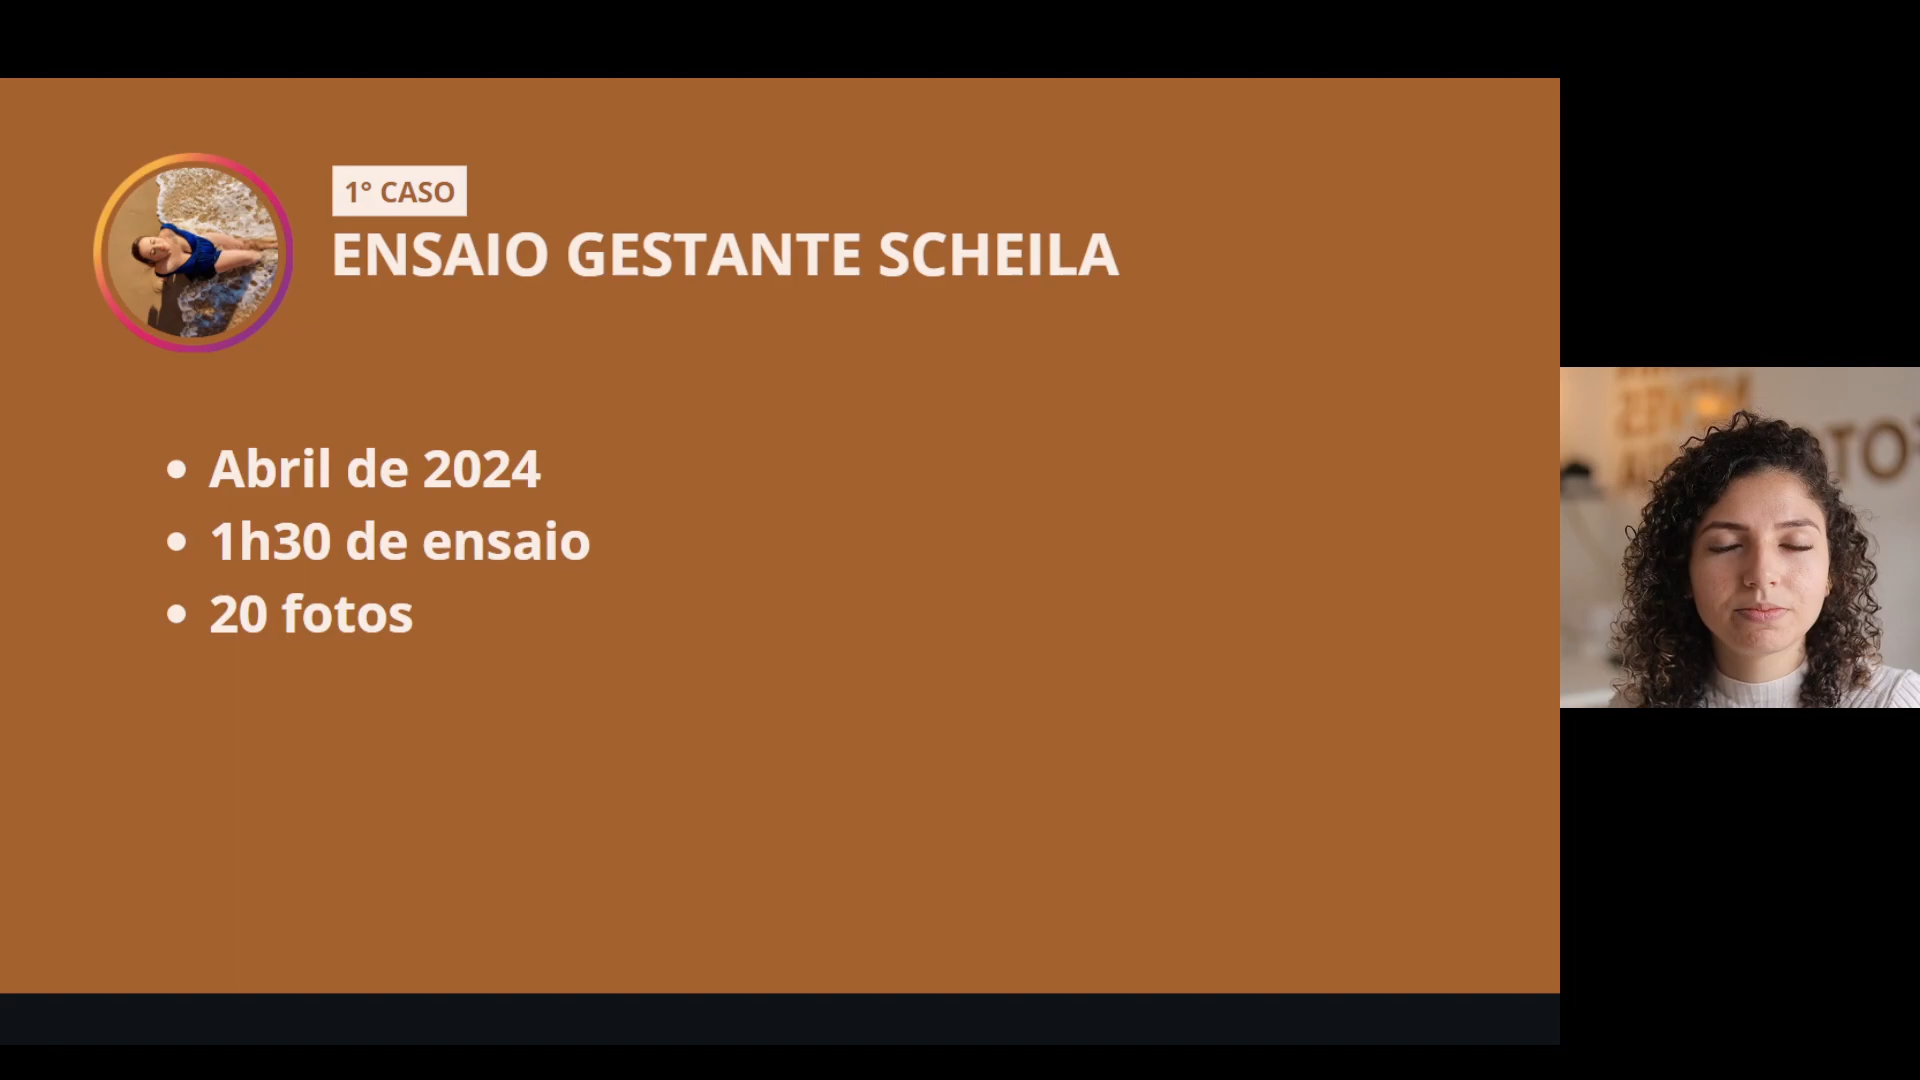 1° CASO
ENSAIO GESTANTE SCHEILA
• Abril de 2024
• 1h30 de ensaio
• 20 fotos